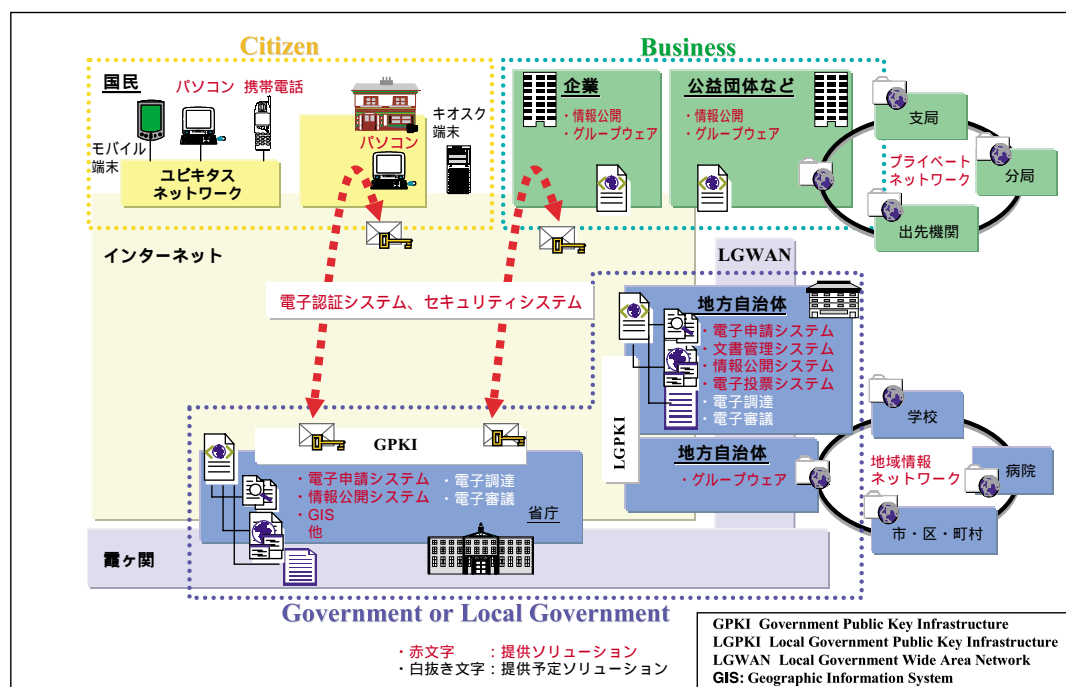 Citizen
Business
国民
パソコン
携帯電話
モバイル
端末
ユビキタス
ネットワーク
パソコン
キオスク
端末
企業
・情報公開
・グループウェア
公益団体など
・情報公開
・グループウェア
支局
プライベート
ネットワーク
分局
出先機関
インターネット
LGWAN
電子認証システム、セキュリティシステム
地方自治体
・電子申請システム
・文書管理システム
・情報公開システム
・電子投票システム
・電子調達
・電子審議
LGPKI
地方自治体
・グループウェア
学校
地域情報
ネットワーク
病院
市・区・町村
GPKI
・電子申請システム
・情報公開システム
・GIS
他
・電子調達
・電子審議
省庁
霞ヶ関
Government or Local Government
・赤文字　：提供ソリューション
・白抜き文字：提供予定ソリューション
GPKI Government Public Key Infrastructure
LGPKI Local Government Public Key Infrastructure
LGWAN Local Government Wide Area Network
GIS: Geographic Information System